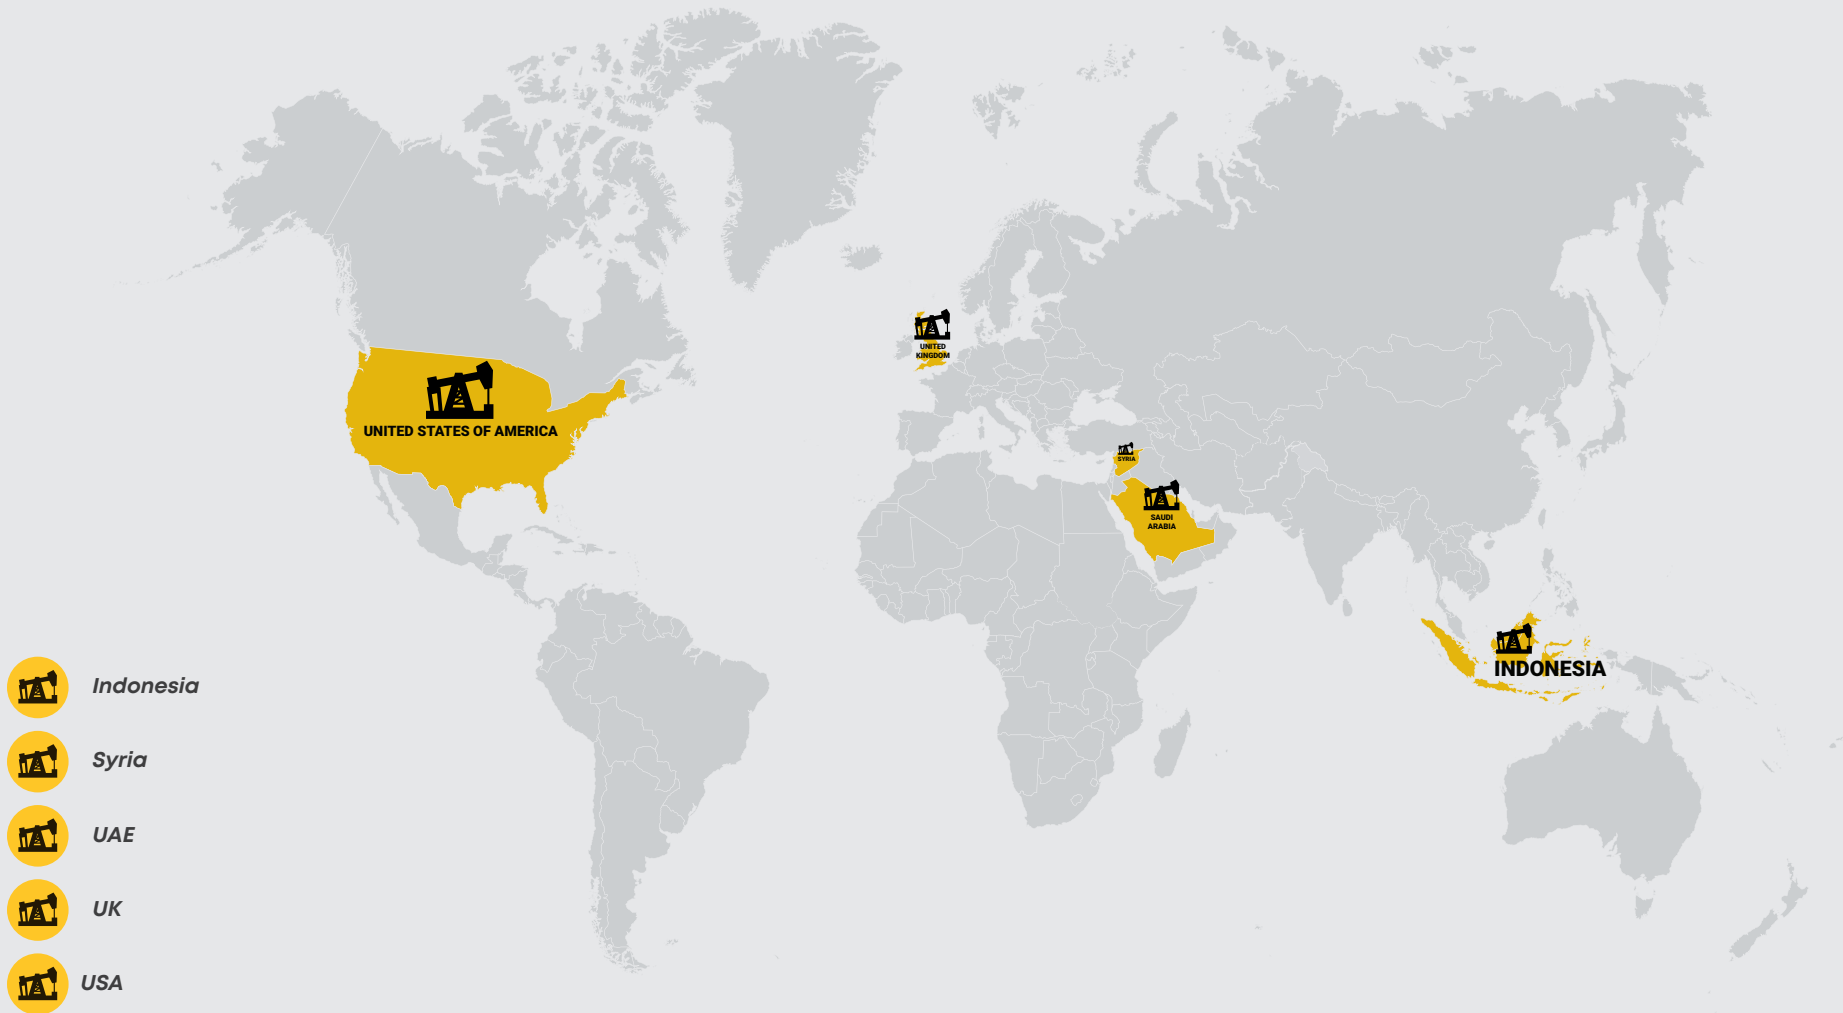 UNITED
KINGDOM
UNITED STATES OF AMERICA
SYRIA
SAUDI
ARABIA
INDONESIA
Indonesia
Syria
UAE
UK
USA